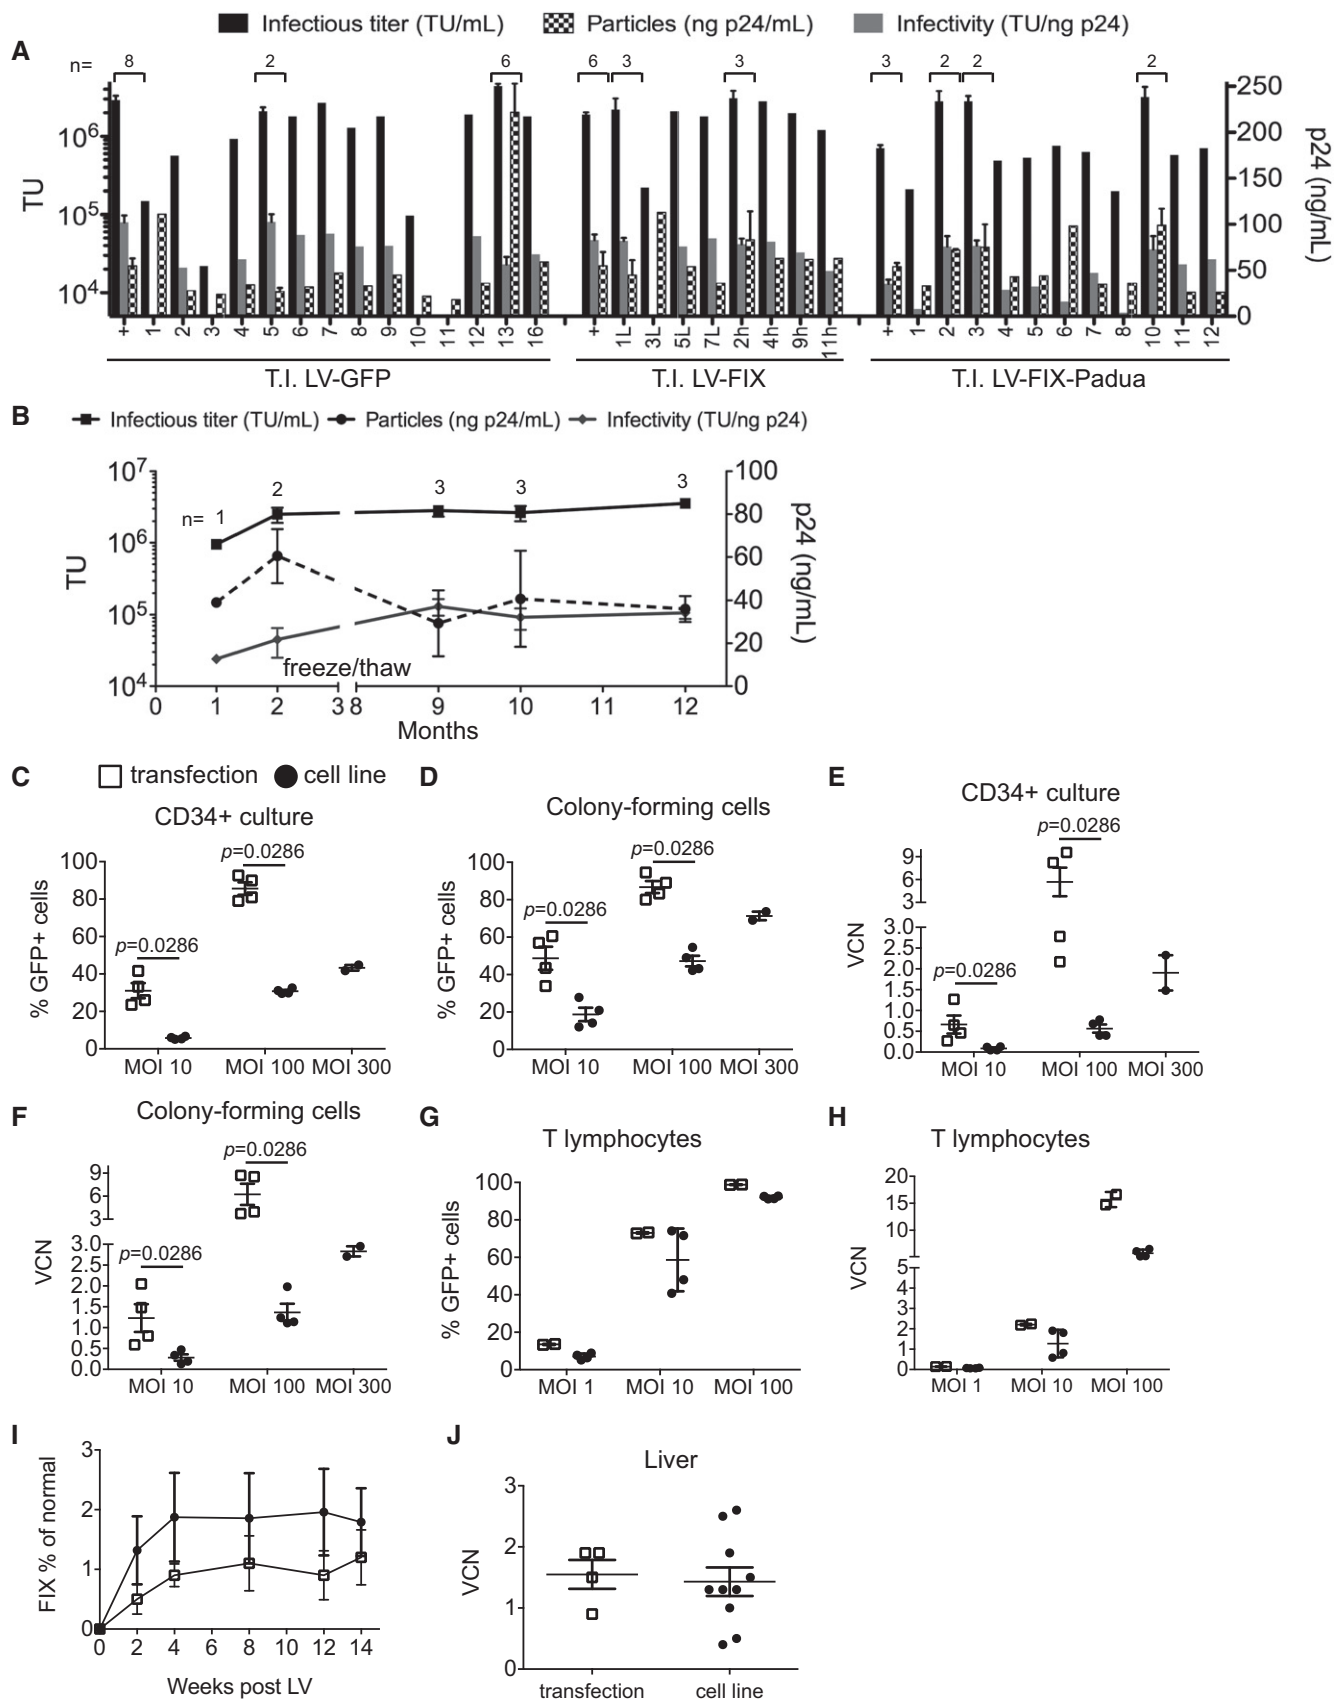 Infectious titer (TU/mL) Particles (ng p24/mL) Infectivity (TU/ng p24)
A
n= 8 2 6 6 3 3 3 2 2 2
TU
10⁶
10⁵
10⁴
250
200
150
100
50
0
p24 (ng/mL)
+ 1 2 3 4 5 6 7 8 9 10 11 12 13 16 + 1L 3L 5L 7L 2h 4h 9h 11h + 1 2 3 4 5 6 7 8 10 11 12
T.I. LV-GFP T.I. LV-FIX T.I. LV-FIX-Padua
B
Infectious titer (TU/mL) Particles (ng p24/mL) Infectivity (TU/ng p24)
TU
10⁷
10⁶
10⁵
10⁴
n= 1 2 3 3 3
100
80
60
40
20
0
p24 (ng/mL)
freeze/thaw
0 1 2 3 8 9 10 11 12
Months
transfection cell line
C
CD34+ culture
% GFP+ cells
100
80
60
40
20
0
p=0.0286
p=0.0286
MOI 10 MOI 100 MOI 300
D
Colony-forming cells
% GFP+ cells
100
80
60
40
20
0
p=0.0286
p=0.0286
MOI 10 MOI 100 MOI 300
E
CD34+ culture
VCN
9
6
3
3.0
2.5
2.0
1.5
1.0
0.5
0.0
p=0.0286
p=0.0286
MOI 10 MOI 100 MOI 300
F
Colony-forming cells
VCN
9
6
3
3.0
2.5
2.0
1.5
1.0
0.5
0.0
p=0.0286
p=0.0286
MOI 10 MOI 100 MOI 300
G
T lymphocytes
% GFP+ cells
100
80
60
40
20
0
MOI 1 MOI 10 MOI 100
H
T lymphocytes
VCN
20
15
10
5
4
3
2
1
0
MOI 1 MOI 10 MOI 100
I
FIX % of normal
3
2
1
0
0 2 4 6 8 10 12 14
Weeks post LV
J
Liver
VCN
3
2
1
0
transfection cell line